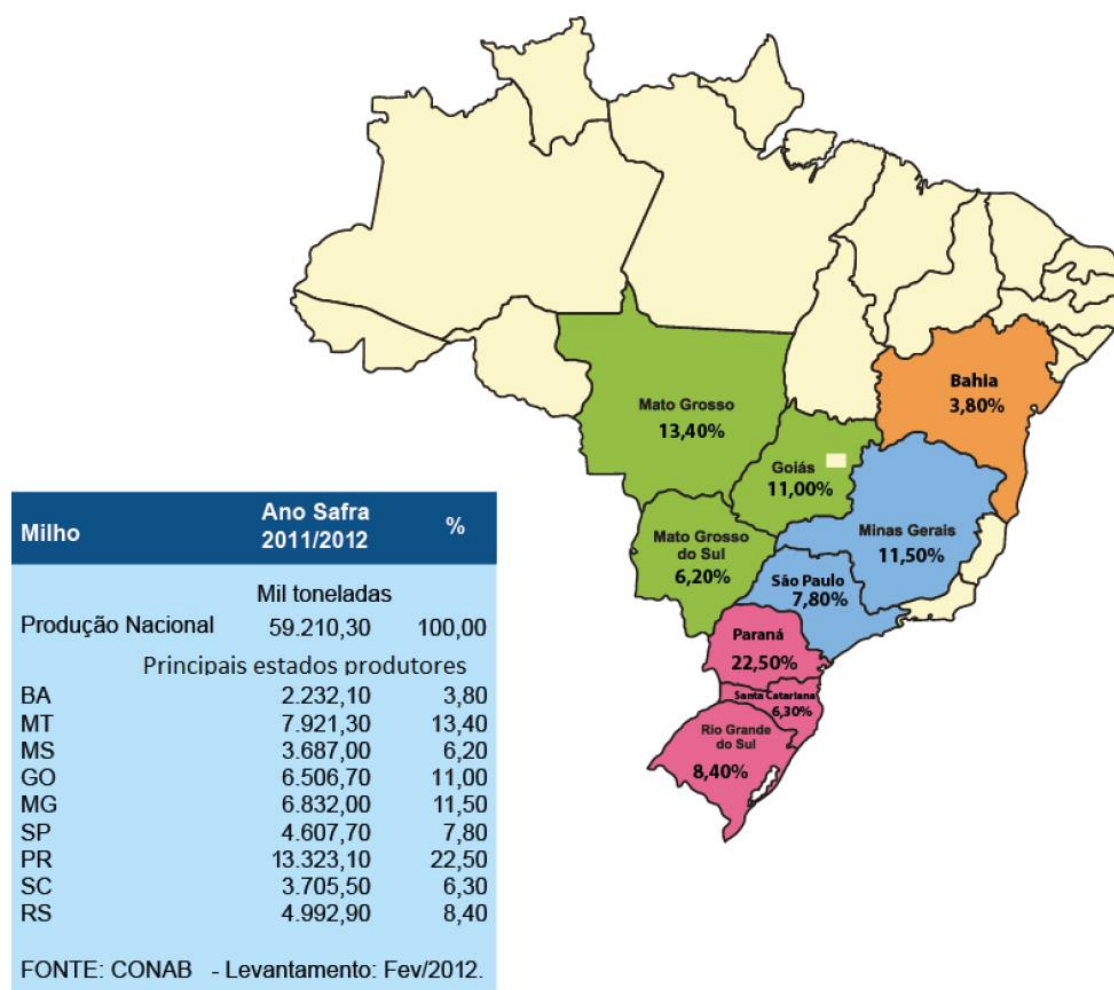 Bahia
3,80%
Mato Grosso
13,40%
Goiás
11,00%
Minas Gerais
11,50%
Mato Grosso
do Sul
6,20%
São Paulo
7,80%
Paraná
22,50%
Santa Catariana
6,30%
Rio Grande
do Sul
8,40%
Milho Ano Safra 2011/2012 %
Mil toneladas
Produção Nacional 59.210,30 100,00
Principais estados produtores
BA 2.232,10 3,80
MT 7.921,30 13,40
MS 3.687,00 6,20
GO 6.506,70 11,00
MG 6.832,00 11,50
SP 4.607,70 7,80
PR 13.323,10 22,50
SC 3.705,50 6,30
RS 4.992,90 8,40
FONTE: CONAB - Levantamento: Fev/2012.